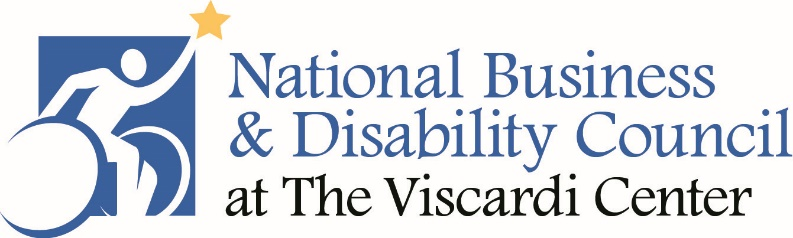 National Business
& Disability Council
at The Viscardi Center